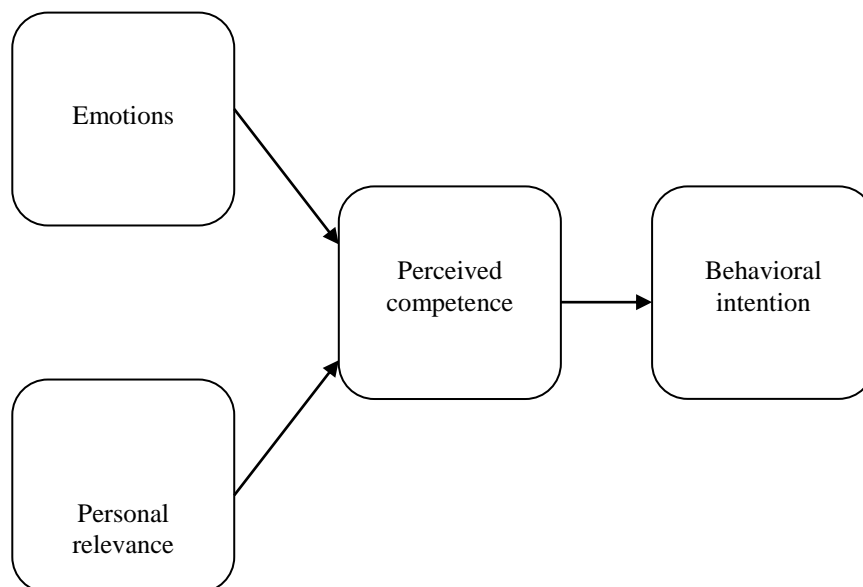 Emotions
Perceived
competence
Behavioral
intention
Personal
relevance